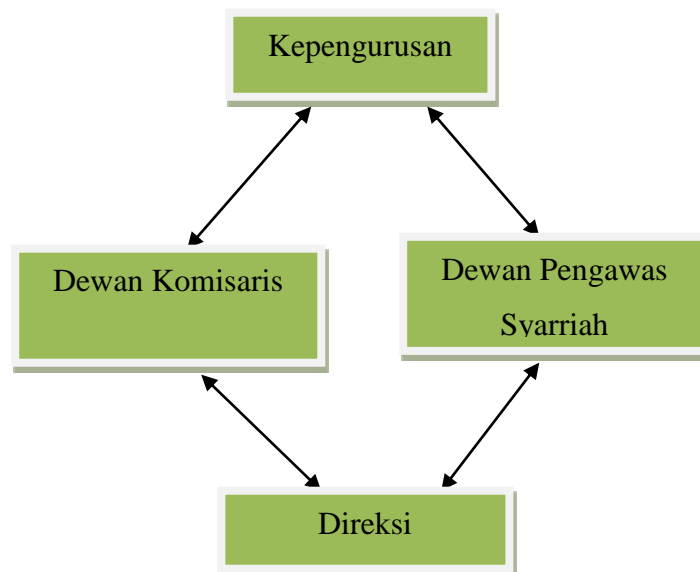 Kepengurusan
Dewan Komisaris
Dewan Pengawas
Syarriah
Direksi